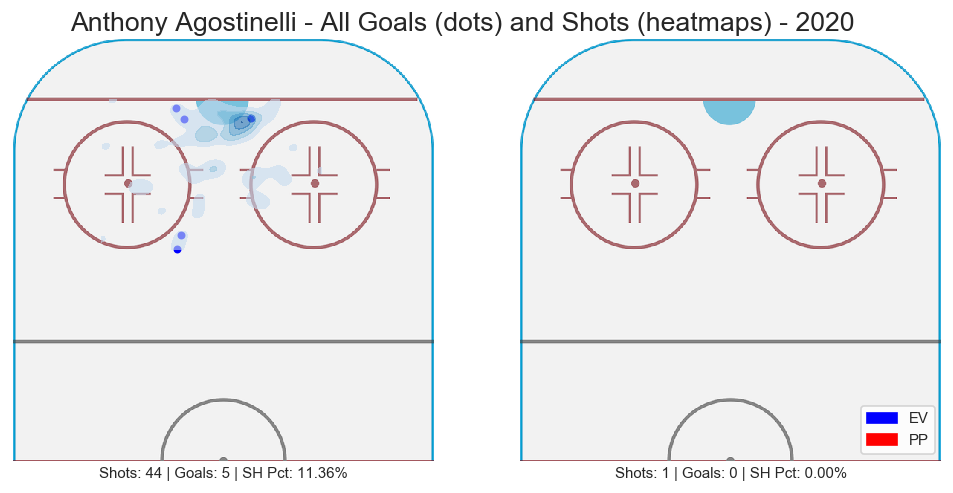 Anthony Agostinelli - All Goals (dots) and Shots (heatmaps) - 2020
EV
PP
Shots: 44 | Goals: 5 | SH Pct: 11.36%
Shots: 1 | Goals: 0 | SH Pct: 0.00%